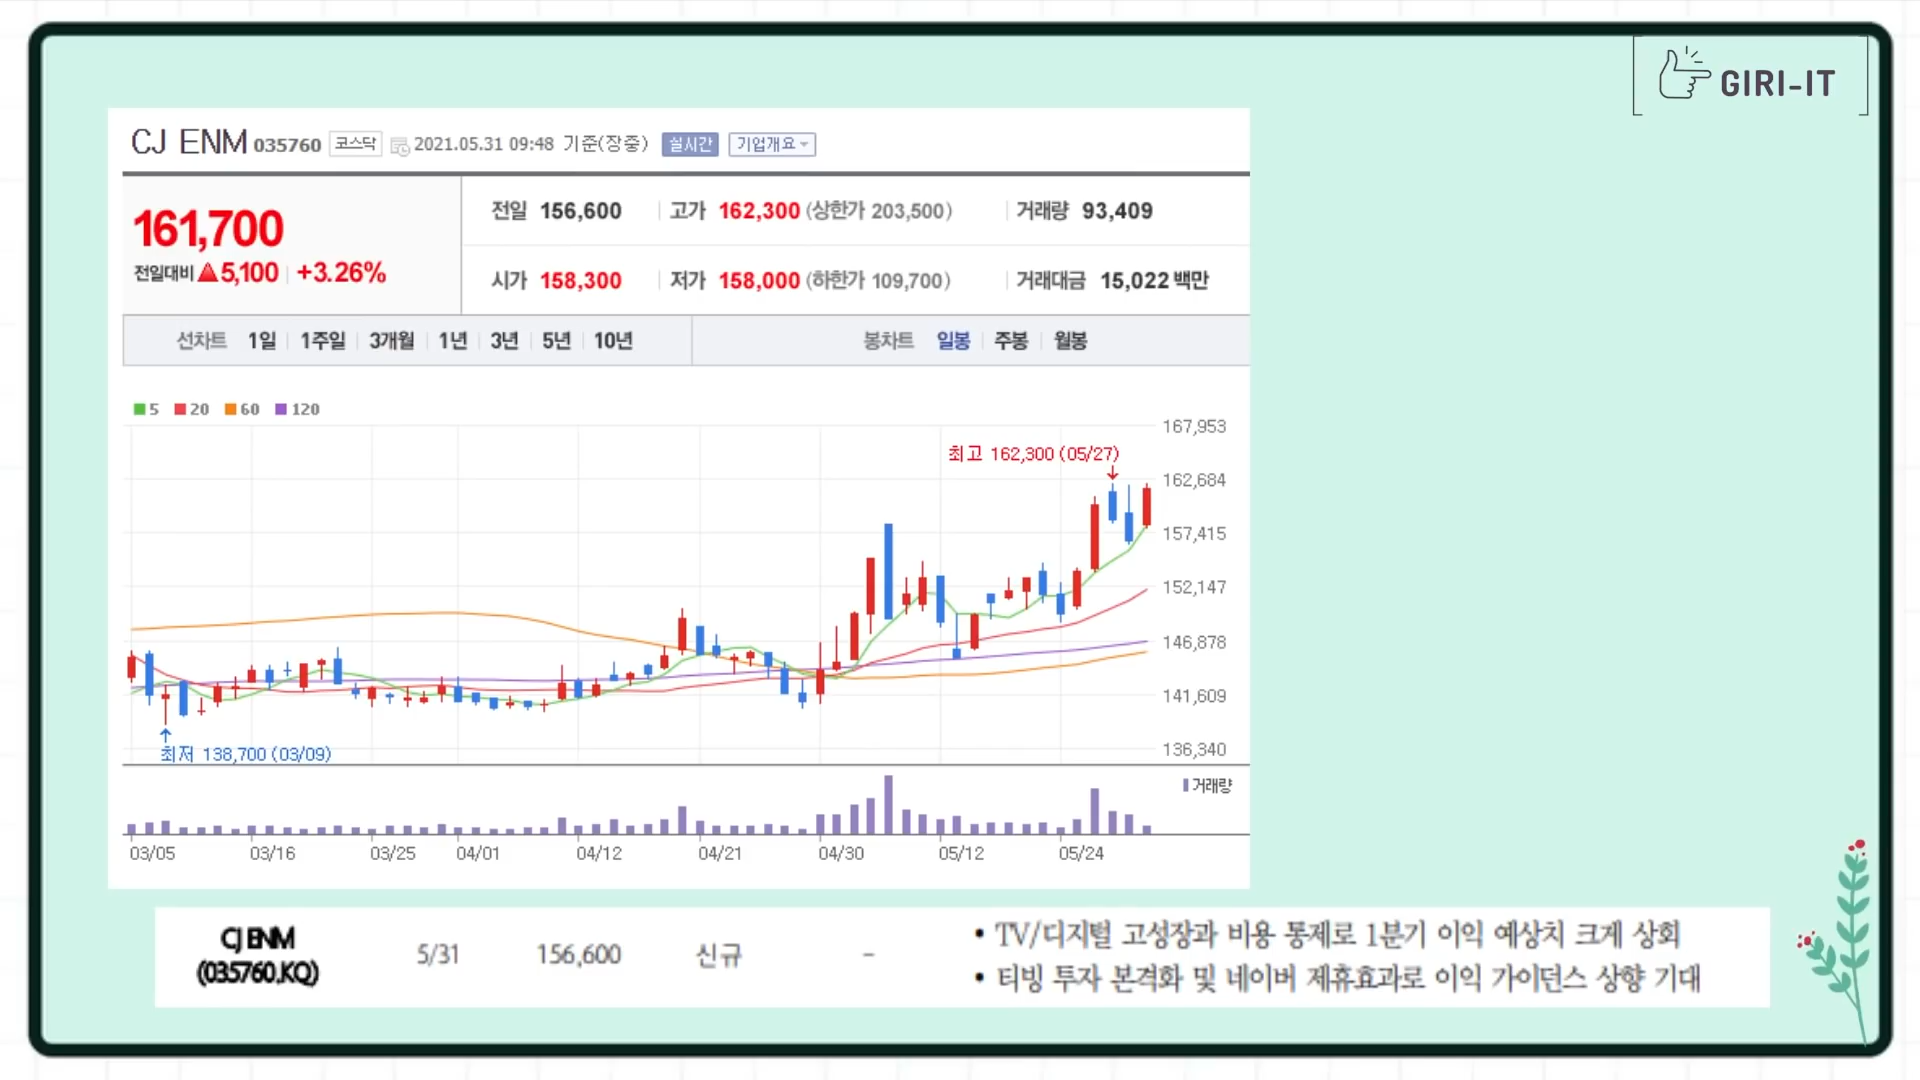 GIRI-IT
CJ ENM 035760 코스닥 2021.05.31 09:48 기준(장중) 실시간 기업개요
161,700
전일대비 ▲5,100 +3.26%
전일 156,600 고가 162,300 (상한가 203,500) 거래량 93,409
시가 158,300 저가 158,000 (하한가 109,700) 거래대금 15,022 백만
선차트 1일 1주일 3개월 1년 3년 5년 10년 봉차트 일봉 주봉 월봉
5 20 60 120
167,953
최고 162,300 (05/27)
162,684
157,415
152,147
146,878
141,609
136,340
최저 138,700 (03/09)
거래량
03/05 03/16 03/25 04/01 04/12 04/21 04/30 05/12 05/24
CJ ENM
(035760.KQ)
5/31 156,600 신규 -
• TV/디지털 고성장과 비용 통제로 1분기 이익 예상치 크게 상회
• 티빙 투자 본격화 및 네이버 제휴효과로 이익 가이던스 상향 기대